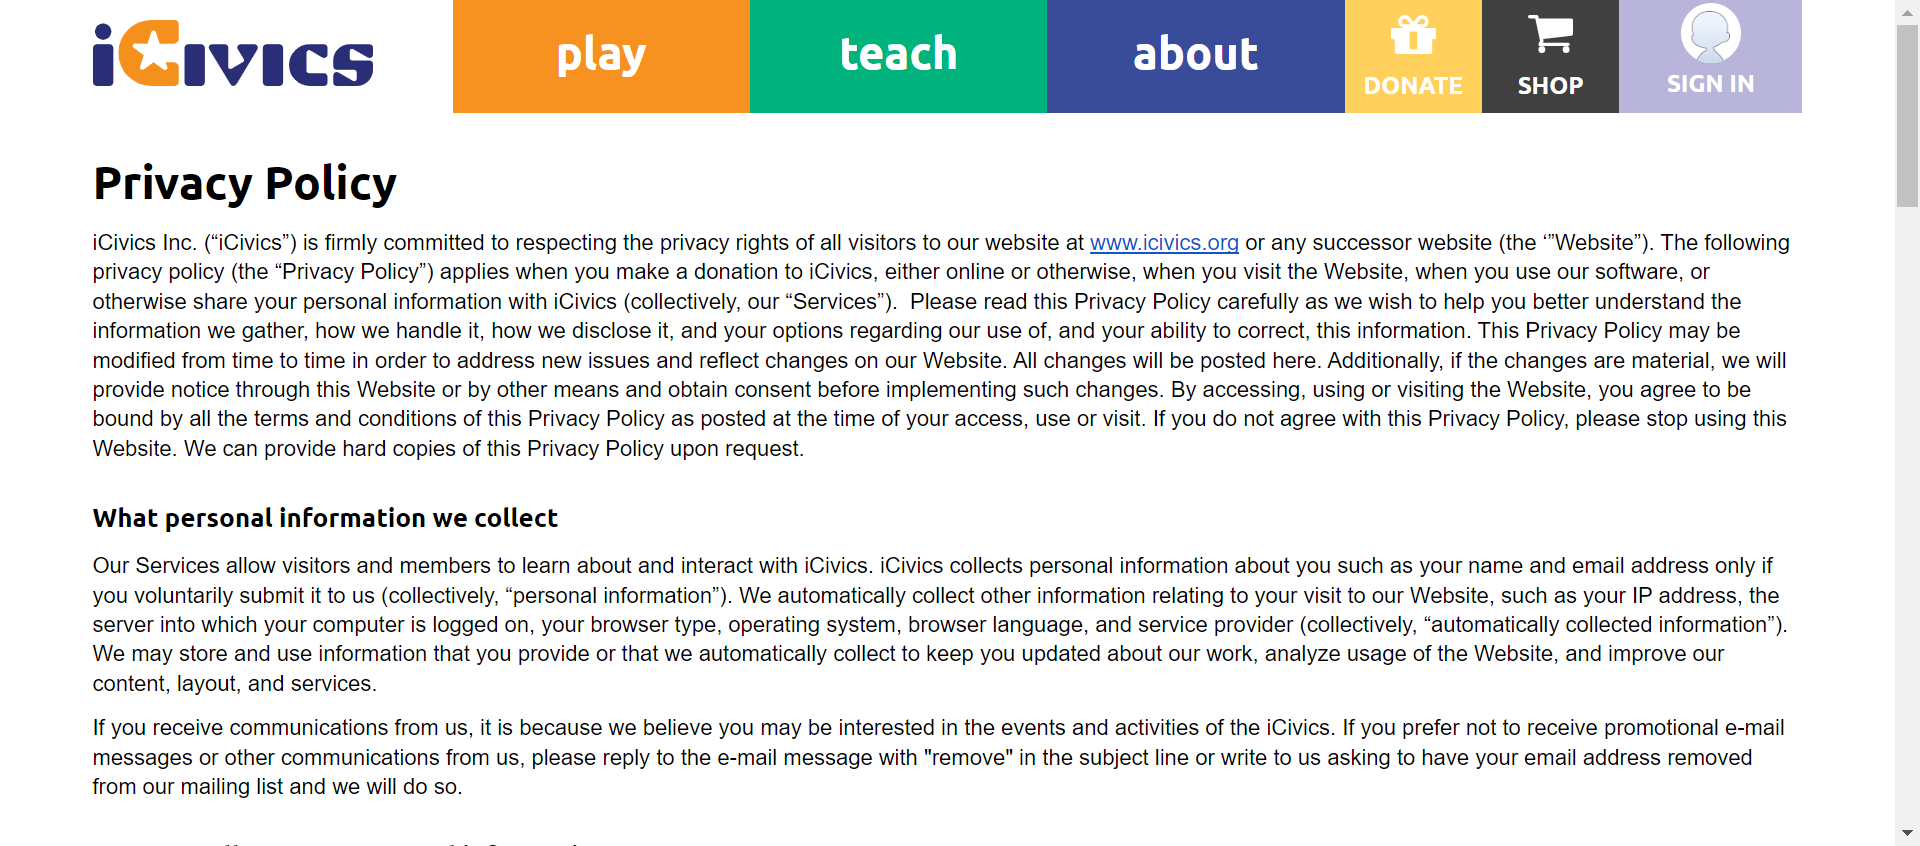 iCivics
play
teach
about
DONATE
SHOP
SIGN IN
Privacy Policy
iCivics Inc. (“iCivics”) is firmly committed to respecting the privacy rights of all visitors to our website at www.icivics.org or any successor website (the ‘”Website”). The following
privacy policy (the “Privacy Policy”) applies when you make a donation to iCivics, either online or otherwise, when you visit the Website, when you use our software, or
otherwise share your personal information with iCivics (collectively, our “Services”).  Please read this Privacy Policy carefully as we wish to help you better understand the
information we gather, how we handle it, how we disclose it, and your options regarding our use of, and your ability to correct, this information. This Privacy Policy may be
modified from time to time in order to address new issues and reflect changes on our Website. All changes will be posted here. Additionally, if the changes are material, we will
provide notice through this Website or by other means and obtain consent before implementing such changes. By accessing, using or visiting the Website, you agree to be
bound by all the terms and conditions of this Privacy Policy as posted at the time of your access, use or visit. If you do not agree with this Privacy Policy, please stop using this
Website. We can provide hard copies of this Privacy Policy upon request.
What personal information we collect
Our Services allow visitors and members to learn about and interact with iCivics. iCivics collects personal information about you such as your name and email address only if
you voluntarily submit it to us (collectively, “personal information”). We automatically collect other information relating to your visit to our Website, such as your IP address, the
server into which your computer is logged on, your browser type, operating system, browser language, and service provider (collectively, “automatically collected information”).
We may store and use information that you provide or that we automatically collect to keep you updated about our work, analyze usage of the Website, and improve our
content, layout, and services.
If you receive communications from us, it is because we believe you may be interested in the events and activities of the iCivics. If you prefer not to receive promotional e-mail
messages or other communications from us, please reply to the e-mail message with "remove" in the subject line or write to us asking to have your email address removed
from our mailing list and we will do so.